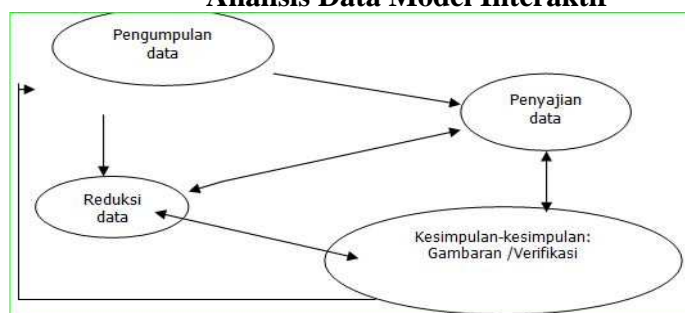 Analisis Data Model Interaktif
Pengumpulan
data
Penyajian
data
Reduksi
data
Kesimpulan-kesimpulan:
Gambaran /Verifikasi